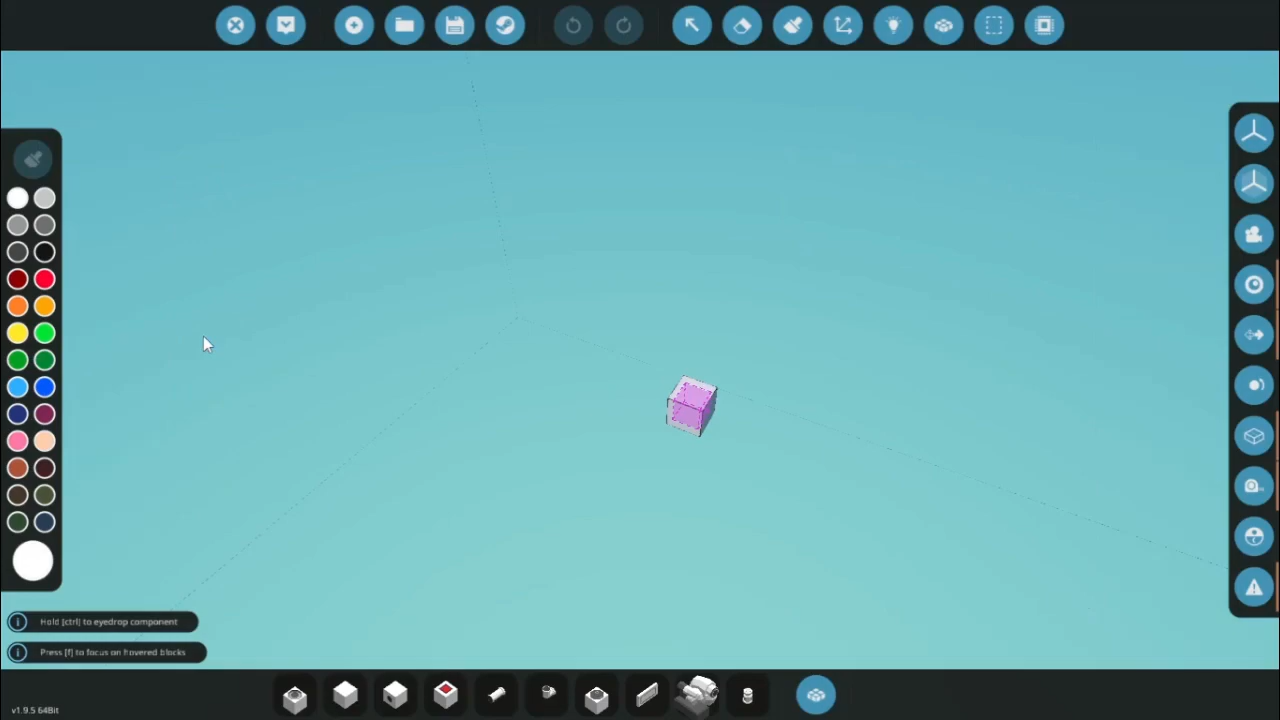 Hold [ctrl] to eyedrop component
Press [f] to focus on hovered blocks
v1.9.5 64Bit